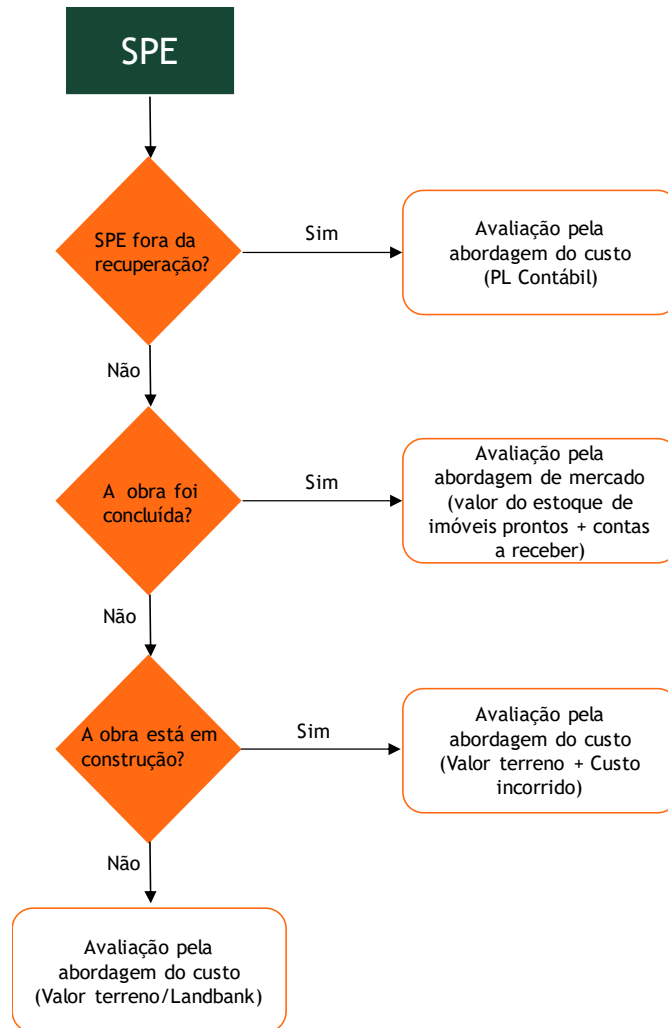 SPE
SPE fora da
recuperação?
Sim
Avaliação pela
abordagem do custo
(PL Contábil)
Não
A obra foi
concluída?
Sim
Avaliação pela
abordagem de mercado
(valor do estoque de
imóveis prontos + contas
a receber)
Não
A obra está em
construção?
Sim
Avaliação pela
abordagem do custo
(Valor terreno + Custo
incorrido)
Não
Avaliação pela
abordagem do custo
(Valor terreno/Landbank)